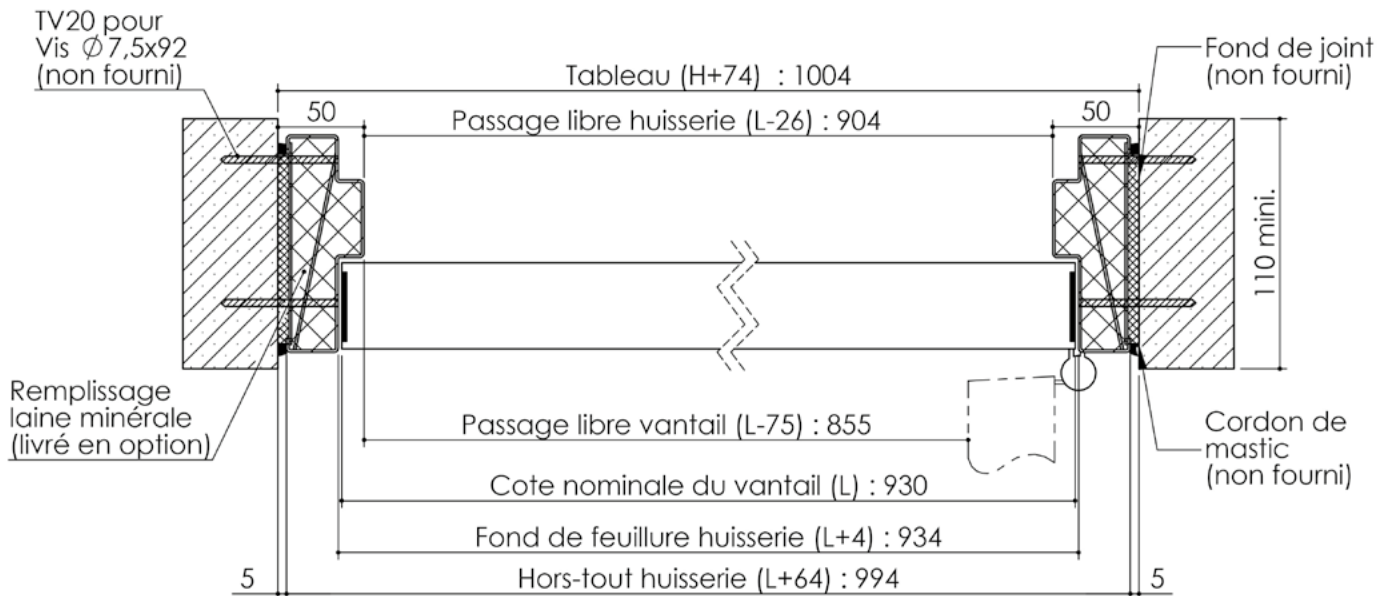 TV20 pour
Vis Ø7,5x92
(non fourni)
Tableau (H+74) : 1004
Fond de joint
(non fourni)
50
Passage libre huisserie (L-26) : 904
50
110 mini.
Remplissage
laine minérale
(livré en option)
Passage libre vantail (L-75) : 855
Cordon de
mastic
(non fourni)
Cote nominale du vantail (L) : 930
Fond de feuillure huisserie (L+4) : 934
5
Hors-tout huisserie (L+64) : 994
5